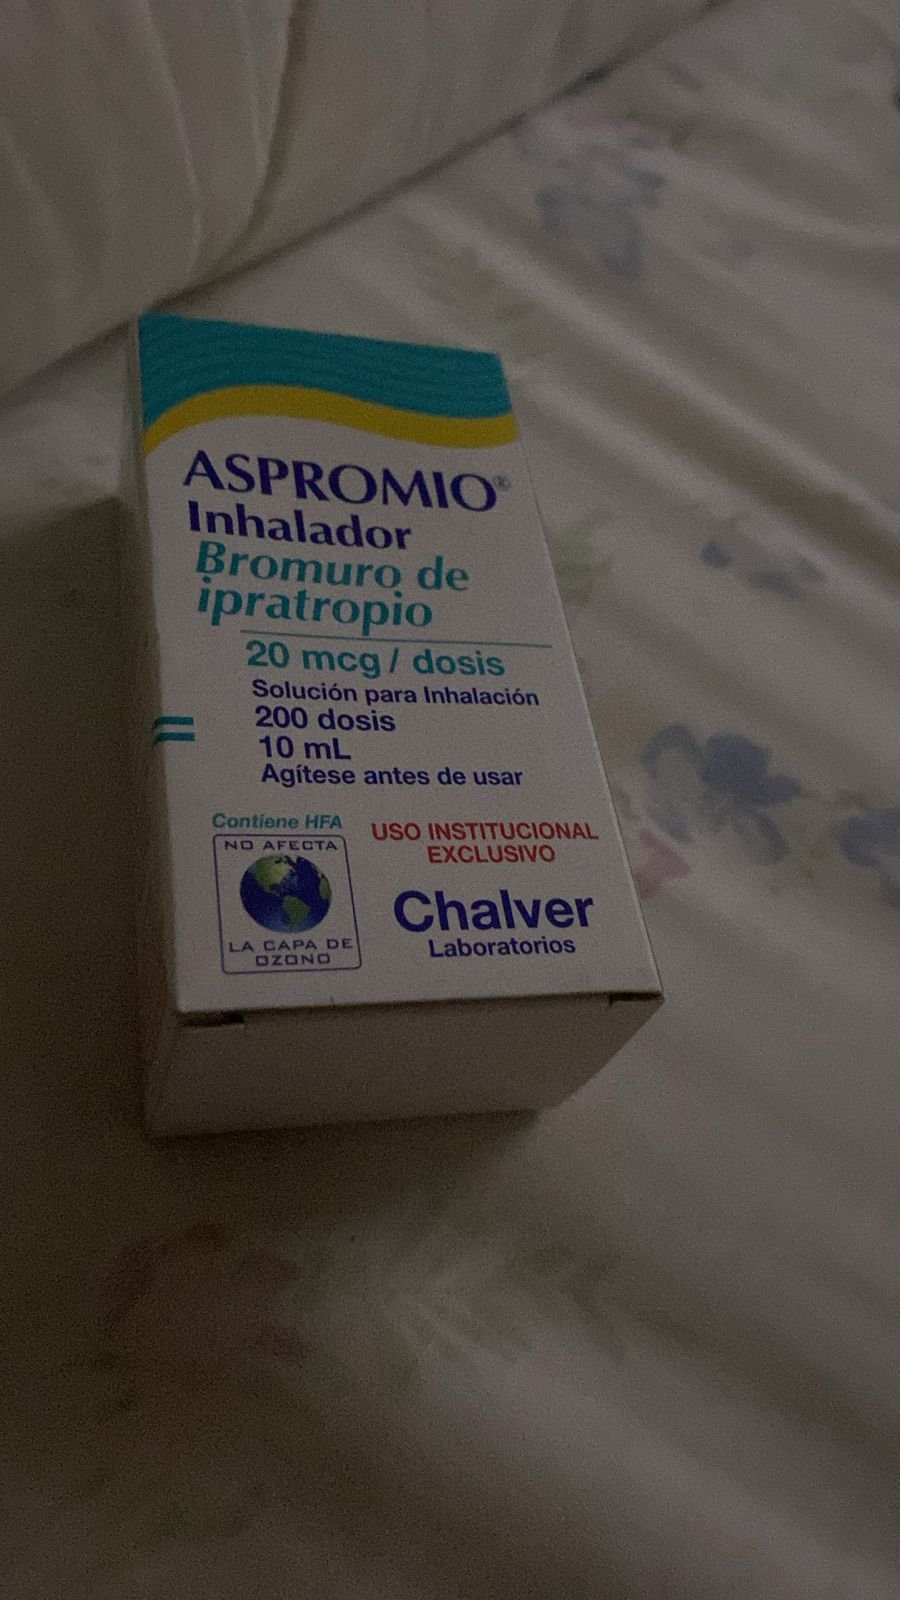 ASPROMIO®
Inhalador
Bromuro de
ipratropio
20 mcg / dosis
Solución para Inhalación
200 dosis
10 mL
Agítese antes de usar
Contiene HFA
NO AFECTA
LA CAPA DE
OZONO
USO INSTITUCIONAL
EXCLUSIVO
Chalver
Laboratorios